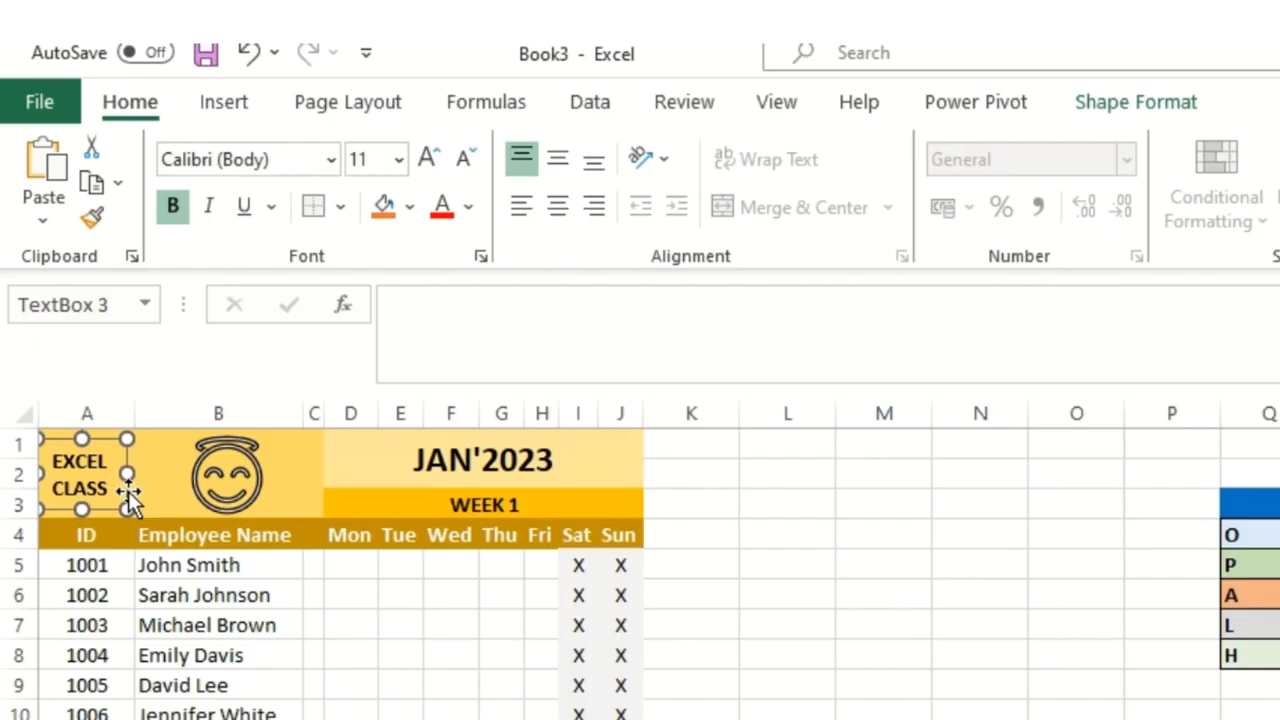 AutoSave Off Book3 - Excel Search
File Home Insert Page Layout Formulas Data Review View Help Power Pivot Shape Format
Paste Calibri (Body) 11 ab Wrap Text General Conditional
B I U A Merge & Center % Formatting
Clipboard Font Alignment Number
TextBox 3 fx
A B C D E F G H I J K L M N O P Q
1 EXCEL JAN'2023
2 CLASS
3 WEEK 1
4 ID Employee Name Mon Tue Wed Thu Fri Sat Sun O
5 1001 John Smith X X P
6 1002 Sarah Johnson X X A
7 1003 Michael Brown X X L
8 1004 Emily Davis X X H
9 1005 David Lee X X
10 1006 Jennifer White X X